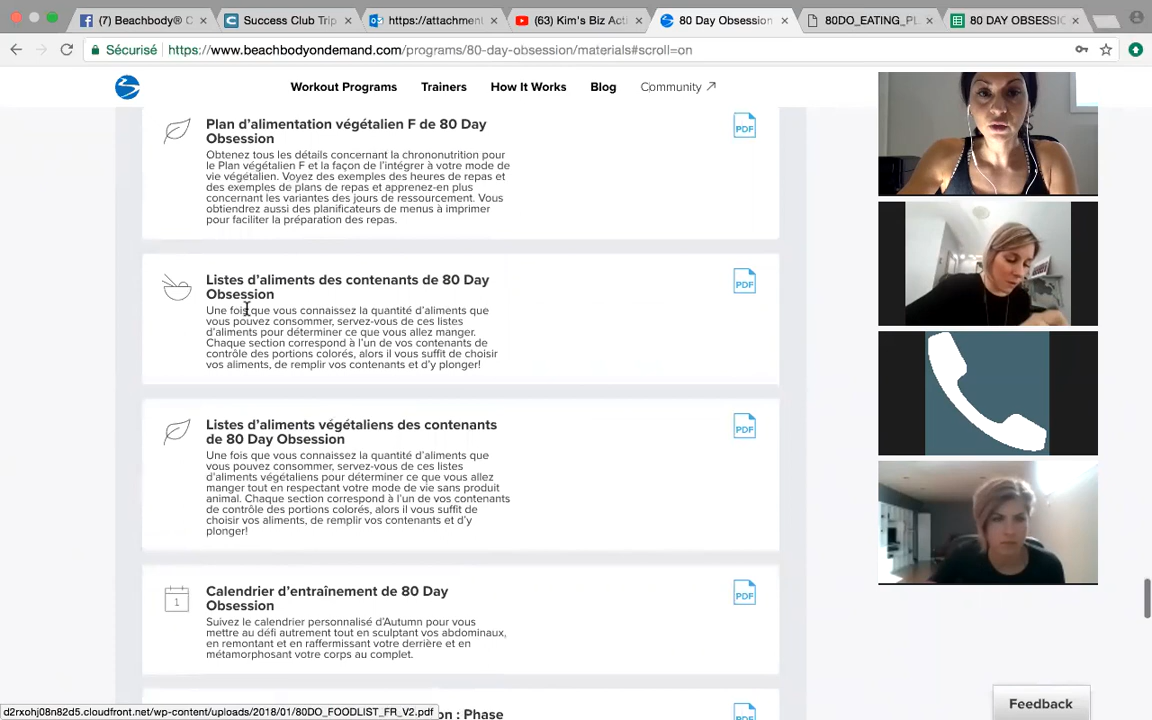 (7) Beachbody® C
Success Club Trip
https://attachment
(63) Kim's Biz Acti
80 Day Obsession
80DO_EATING_PL
80 DAY OBSESSIO
Sécurisé https://www.beachbodyondemand.com/programs/80-day-obsession/materials#scroll=on
Workout Programs Trainers How It Works Blog Community
Plan d'alimentation végétalien F de 80 Day
Obsession
PDF
Obtenez tous les détails concernant la chrononutrition pour
le Plan végétalien F et la façon de l'intégrer à votre mode de
vie végétalien. Voyez des exemples des heures de repas et
des exemples de plans de repas et apprenez-en plus
concernant les variantes des jours de ressourcement. Vous
obtiendrez aussi des planificateurs de menus à imprimer
pour faciliter la préparation des repas.
Listes d'aliments des contenants de 80 Day
Obsession
PDF
Une fois que vous connaissez la quantité d'aliments que
vous pouvez consommer, servez-vous de ces listes
d'aliments pour déterminer ce que vous allez manger.
Chaque section correspond à l'un de vos contenants de
contrôle des portions colorés, alors il vous suffit de choisir
vos aliments, de remplir vos contenants et d'y plonger!
Listes d'aliments végétaliens des contenants
de 80 Day Obsession
PDF
Une fois que vous connaissez la quantité d'aliments que
vous pouvez consommer, servez-vous de ces listes
d'aliments végétaliens pour déterminer ce que vous allez
manger tout en respectant votre mode de vie sans produit
animal. Chaque section correspond à l'un de vos contenants
de contrôle des portions colorés, alors il vous suffit de
choisir vos aliments, de remplir vos contenants et d'y
plonger!
1
Calendrier d'entraînement de 80 Day
Obsession
PDF
Suivez le calendrier personnalisé d'Autumn pour vous
mettre au défi autrement tout en sculptant vos abdominaux,
en remontant et en raffermissant votre derrière et en
métamorphosant votre corps au complet.
on : Phase
Feedback
d2rxohj08n82d5.cloudfront.net/wp-content/uploads/2018/01/80DO_FOODLIST_FR_V2.pdf